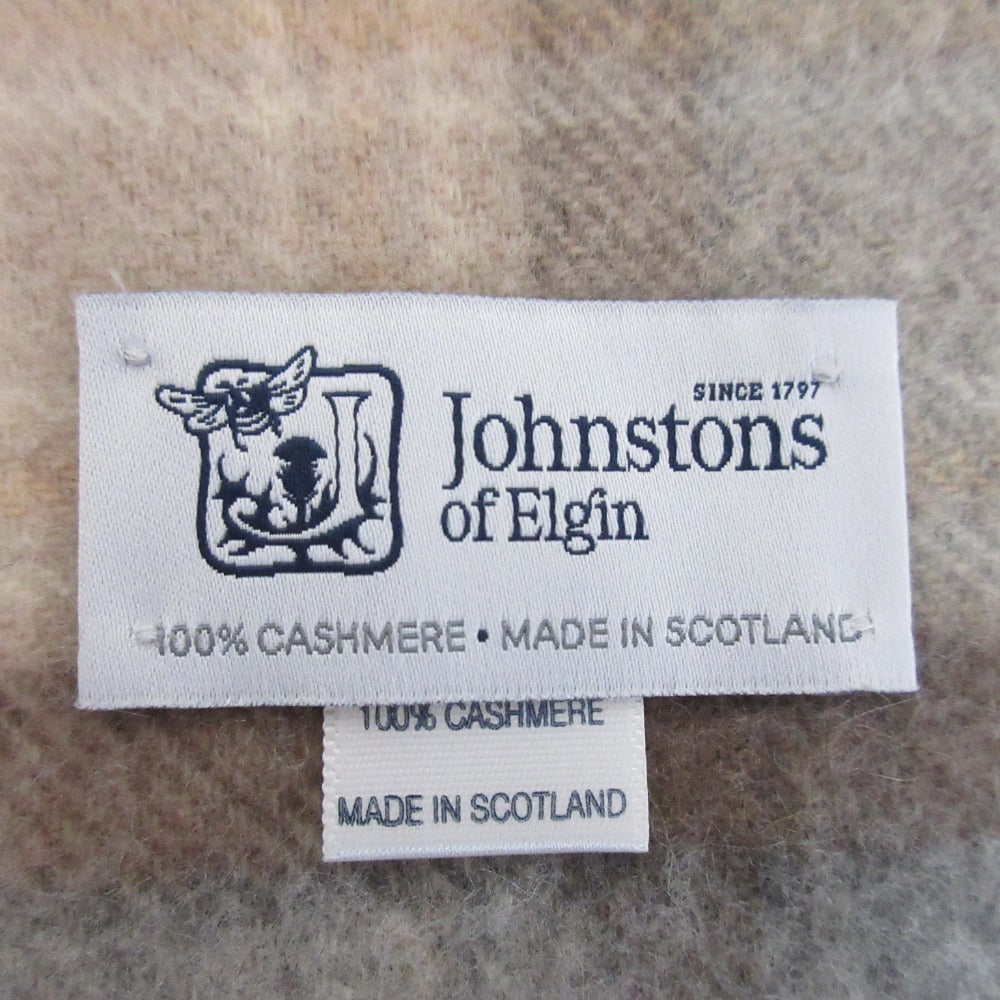 SINCE 1797
Johnstons
of Elgin
100% CASHMERE • MADE IN SCOTLAND
100% CASHMERE
MADE IN SCOTLAND